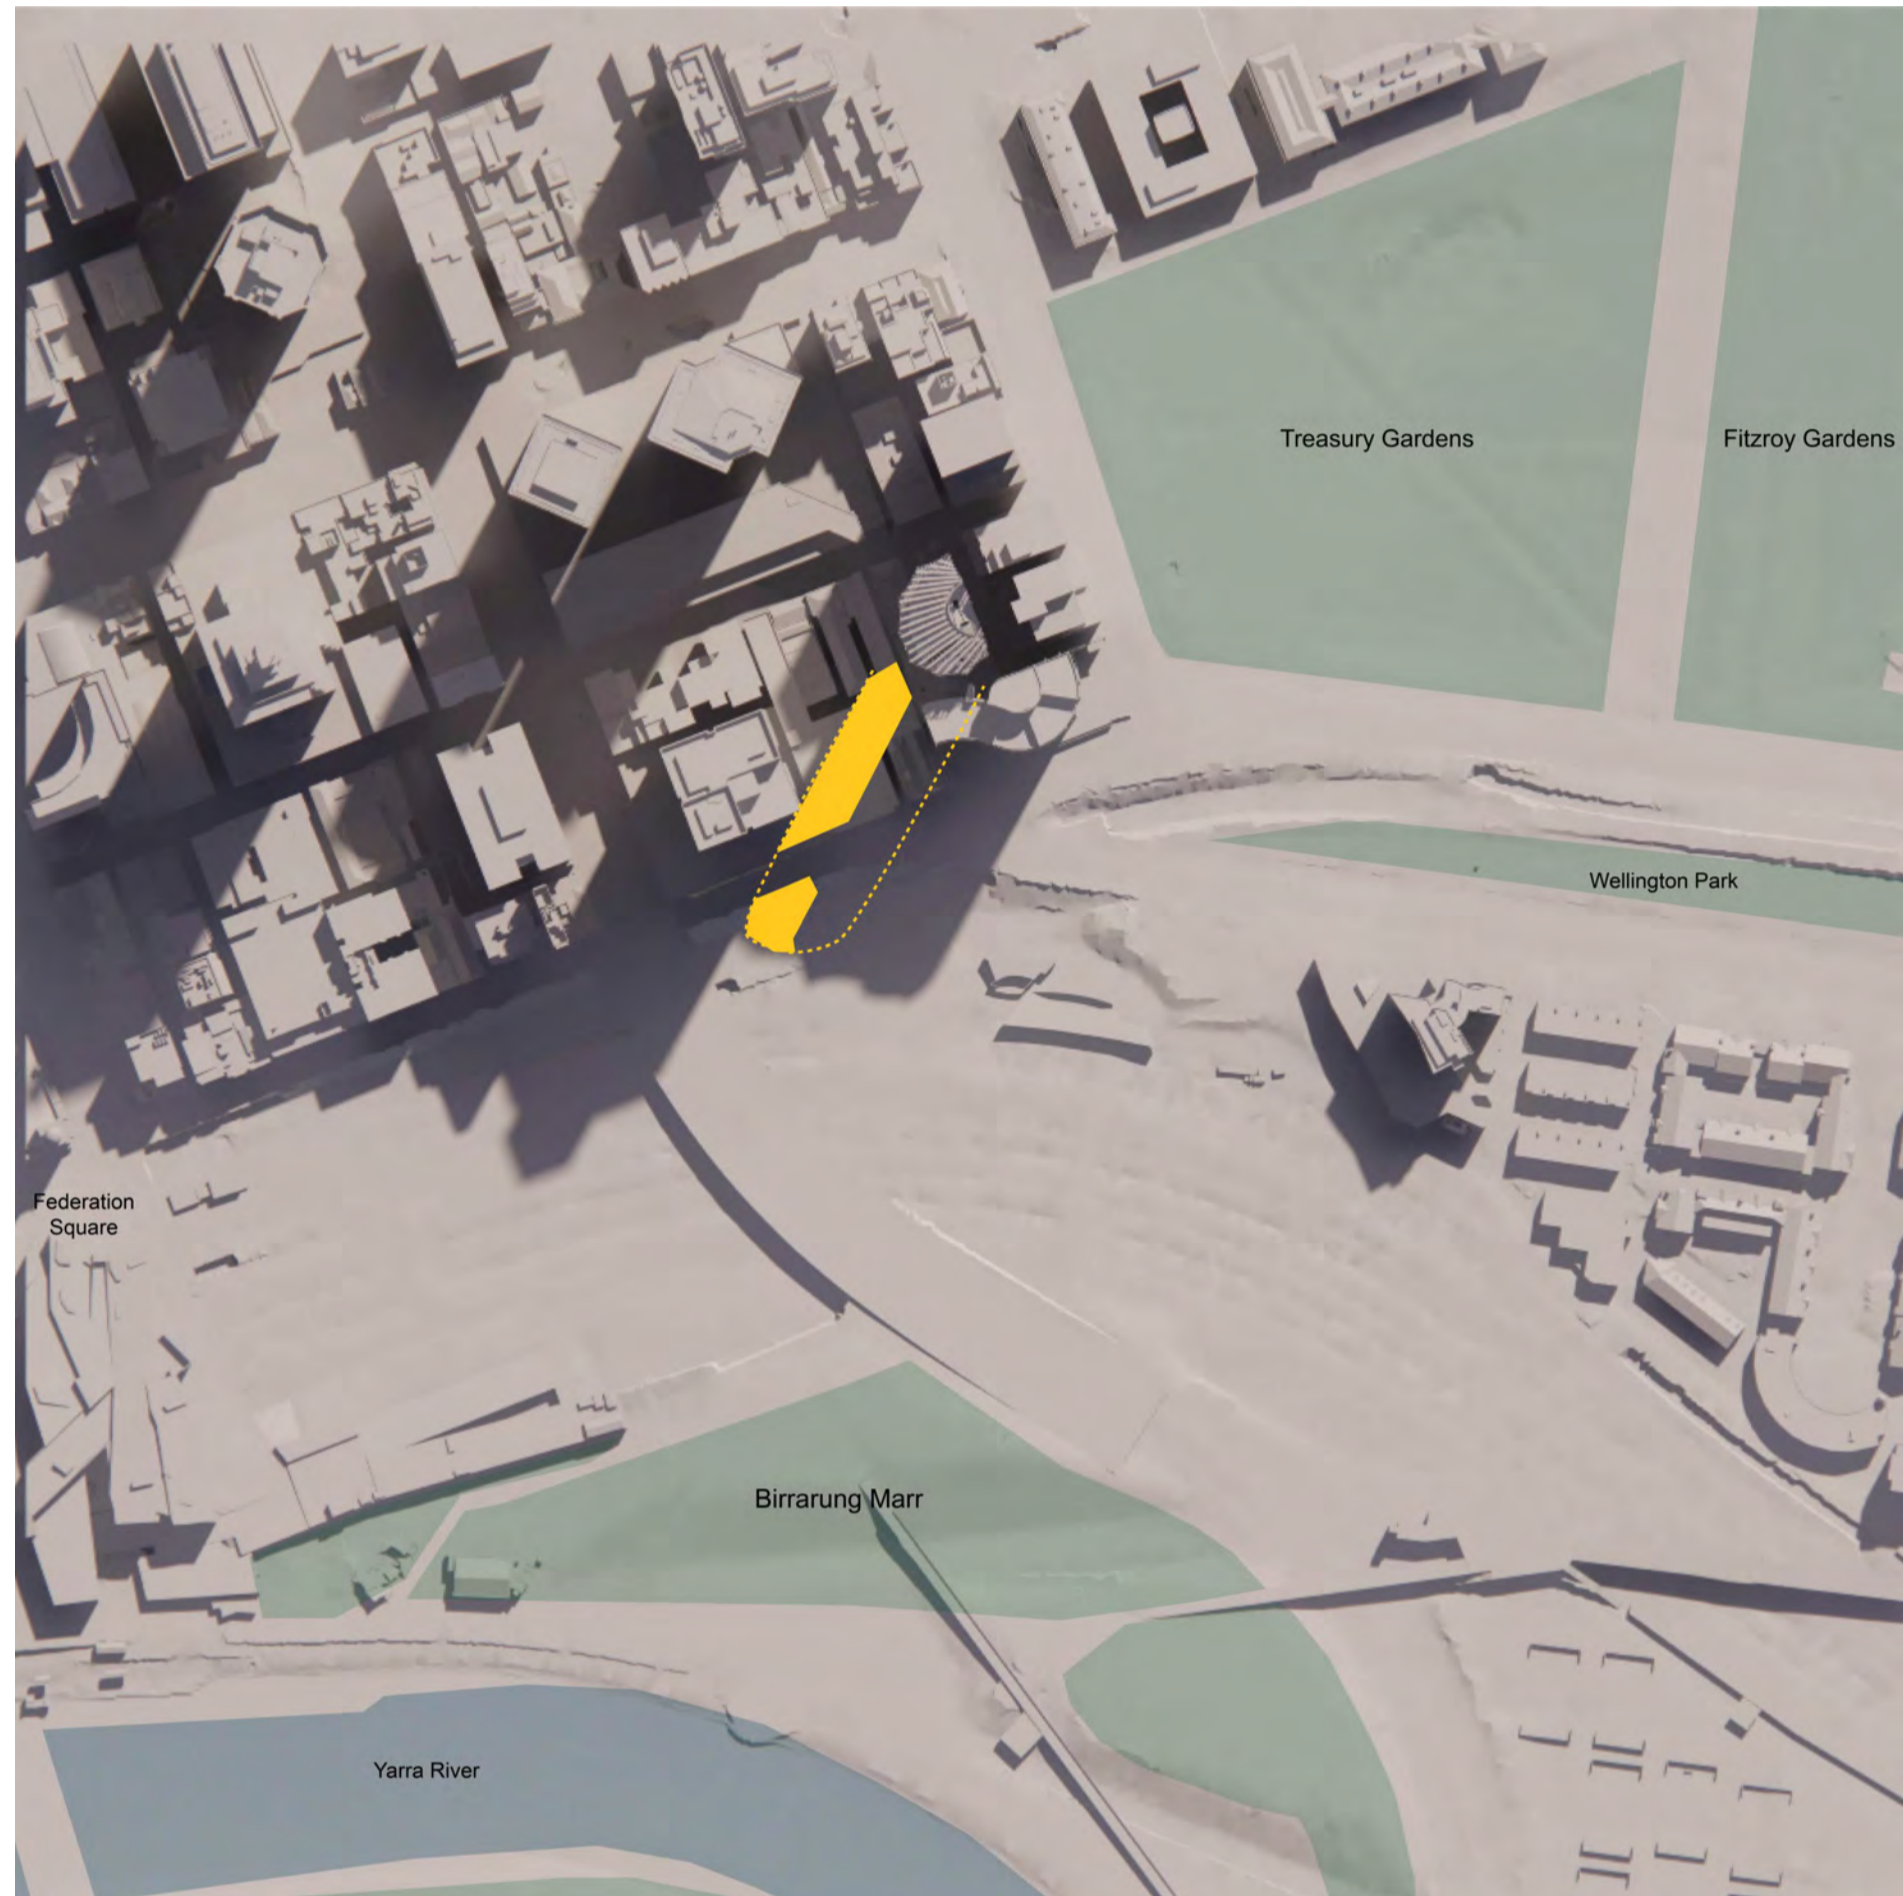 Treasury Gardens
Fitzroy Gardens
Wellington Park
Federation
Square
Birrarung Marr
Yarra River